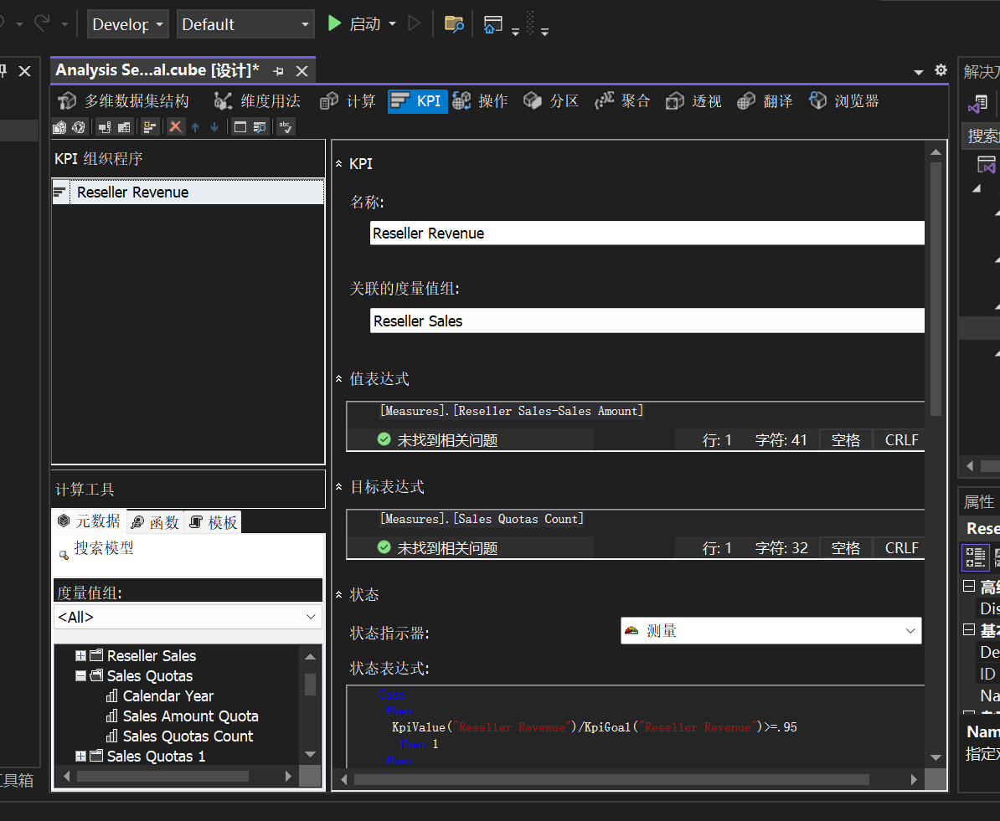 Develop
Default
启动
Analysis Se...al.cube [设计]*
解决方
多维数据集结构
维度用法
计算
KPI
操作
分区
聚合
透视
翻译
浏览器
abc
搜索
KPI 组织程序
Reseller Revenue
KPI
名称:
Reseller Revenue
关联的度量值组:
Reseller Sales
值表达式
[Measures].[Reseller Sales-Sales Amount]
未找到相关问题
行: 1
字符: 41
空格
CRLF
目标表达式
[Measures].[Sales Quotas Count]
未找到相关问题
行: 1
字符: 32
空格
CRLF
状态
状态指示器:
测量
状态表达式:
Case
When
KpiValue("Reseller Revenue")/KpiGoal("Reseller Revenue")>=.95
Then 1
When
计算工具
元数据
函数
模板
搜索模型
度量值组:
<All>
Reseller Sales
Sales Quotas
Calendar Year
Sales Amount Quota
Sales Quotas Count
Sales Quotas 1
工具箱
属性
Rese
高级
Dis
基本
De
ID
Na
Nam
指定对